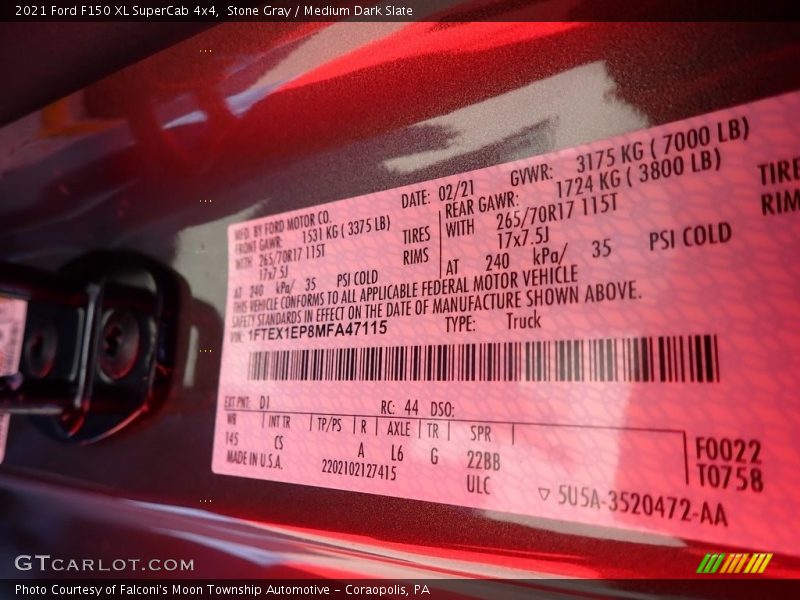 2021 Ford F150 XL SuperCab 4x4, Stone Gray / Medium Dark Slate
MFD. BY FORD MOTOR CO.
DATE: 02/21
GVWR: 3175 KG ( 7000 LB)
FRONT GAWR: 1531 KG ( 3375 LB)
REAR GAWR: 1724 KG ( 3800 LB)
WITH 265/70R17 115T TIRES
WITH 265/70R17 115T TIRE
17x7.5J RIMS
17x7.5J RIM
AT 240 kPa/ 35 PSI COLD
AT 240 kPa/ 35 PSI COLD
THIS VEHICLE CONFORMS TO ALL APPLICABLE FEDERAL MOTOR VEHICLE
SAFETY STANDARDS IN EFFECT ON THE DATE OF MANUFACTURE SHOWN ABOVE.
VIN: 1FTEX1EP8MFA47115
TYPE: Truck
EXT PNT: D1 RC: 44 DSO:
WB INT TR TP/PS R AXLE TR SPR
145 CS A L6 G 22BB
F0022
MADE IN U.S.A. 2202102127415 ULC
T0758
▽ 5U5A-3520472-AA
GTCARLOT.COM
Photo Courtesy of Falconi's Moon Township Automotive - Coraopolis, PA